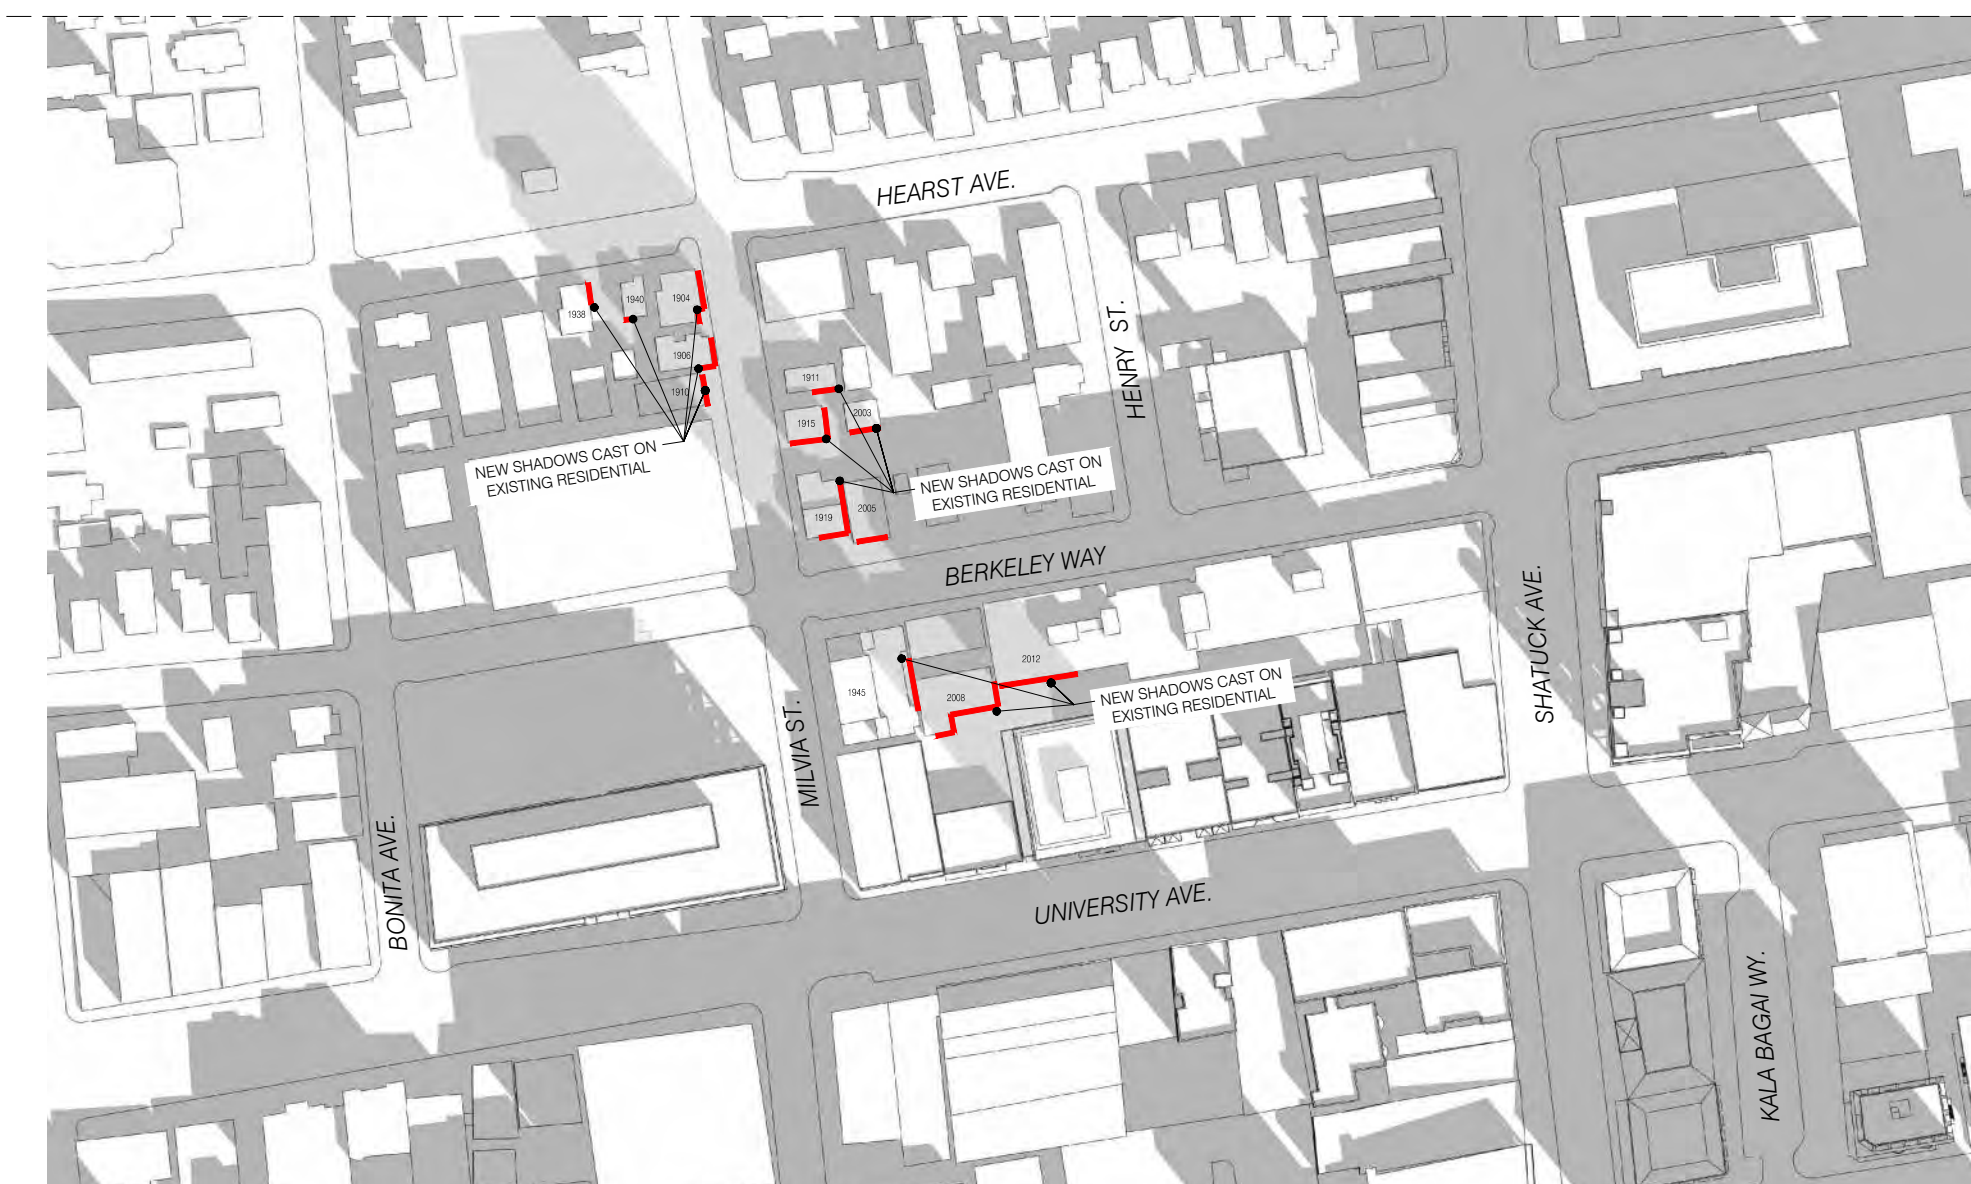 HEARST AVE.
1938
1940
1904
1906
1910
HENRY ST.
1911
1915
2003
NEW SHADOWS CAST ON
EXISTING RESIDENTIAL
NEW SHADOWS CAST ON
EXISTING RESIDENTIAL
1919
2005
BERKELEY WAY
SHATUCK AVE.
1945
2008
2012
NEW SHADOWS CAST ON
EXISTING RESIDENTIAL
MILVIA ST.
BONITA AVE.
UNIVERSITY AVE.
KALA BAGAI WY.